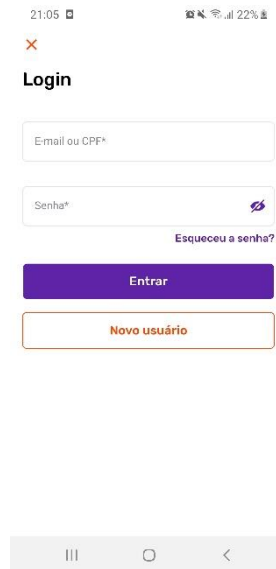 21:05 22%
Login
E-mail ou CPF*
Senha*
Esqueceu a senha?
Entrar
Novo usuário